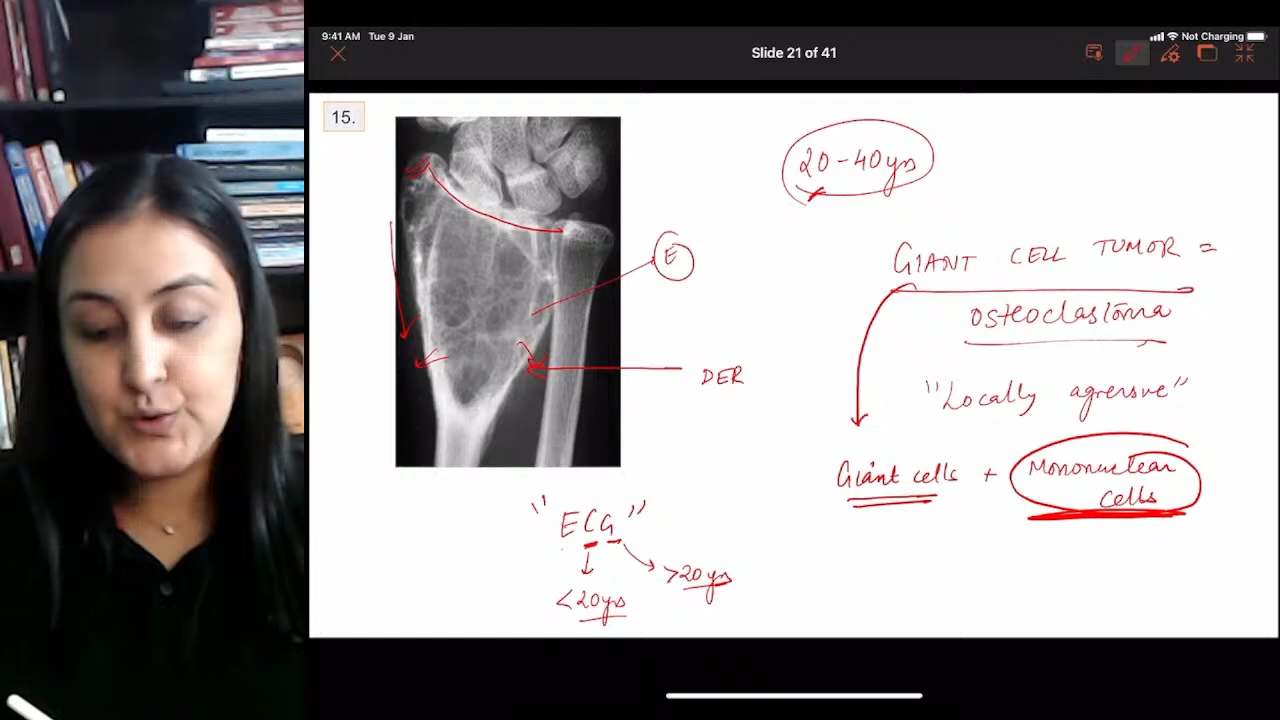 9:41 AM Tue 9 Jan
Not Charging
Slide 21 of 41
15.
20-40yrs
GIANT CELL TUMOR =
osteoclastoma
E
DER
"Locally agressive"
Giant cells + Mononuclear
cells
"ECG"
>20yrs
<20yrs